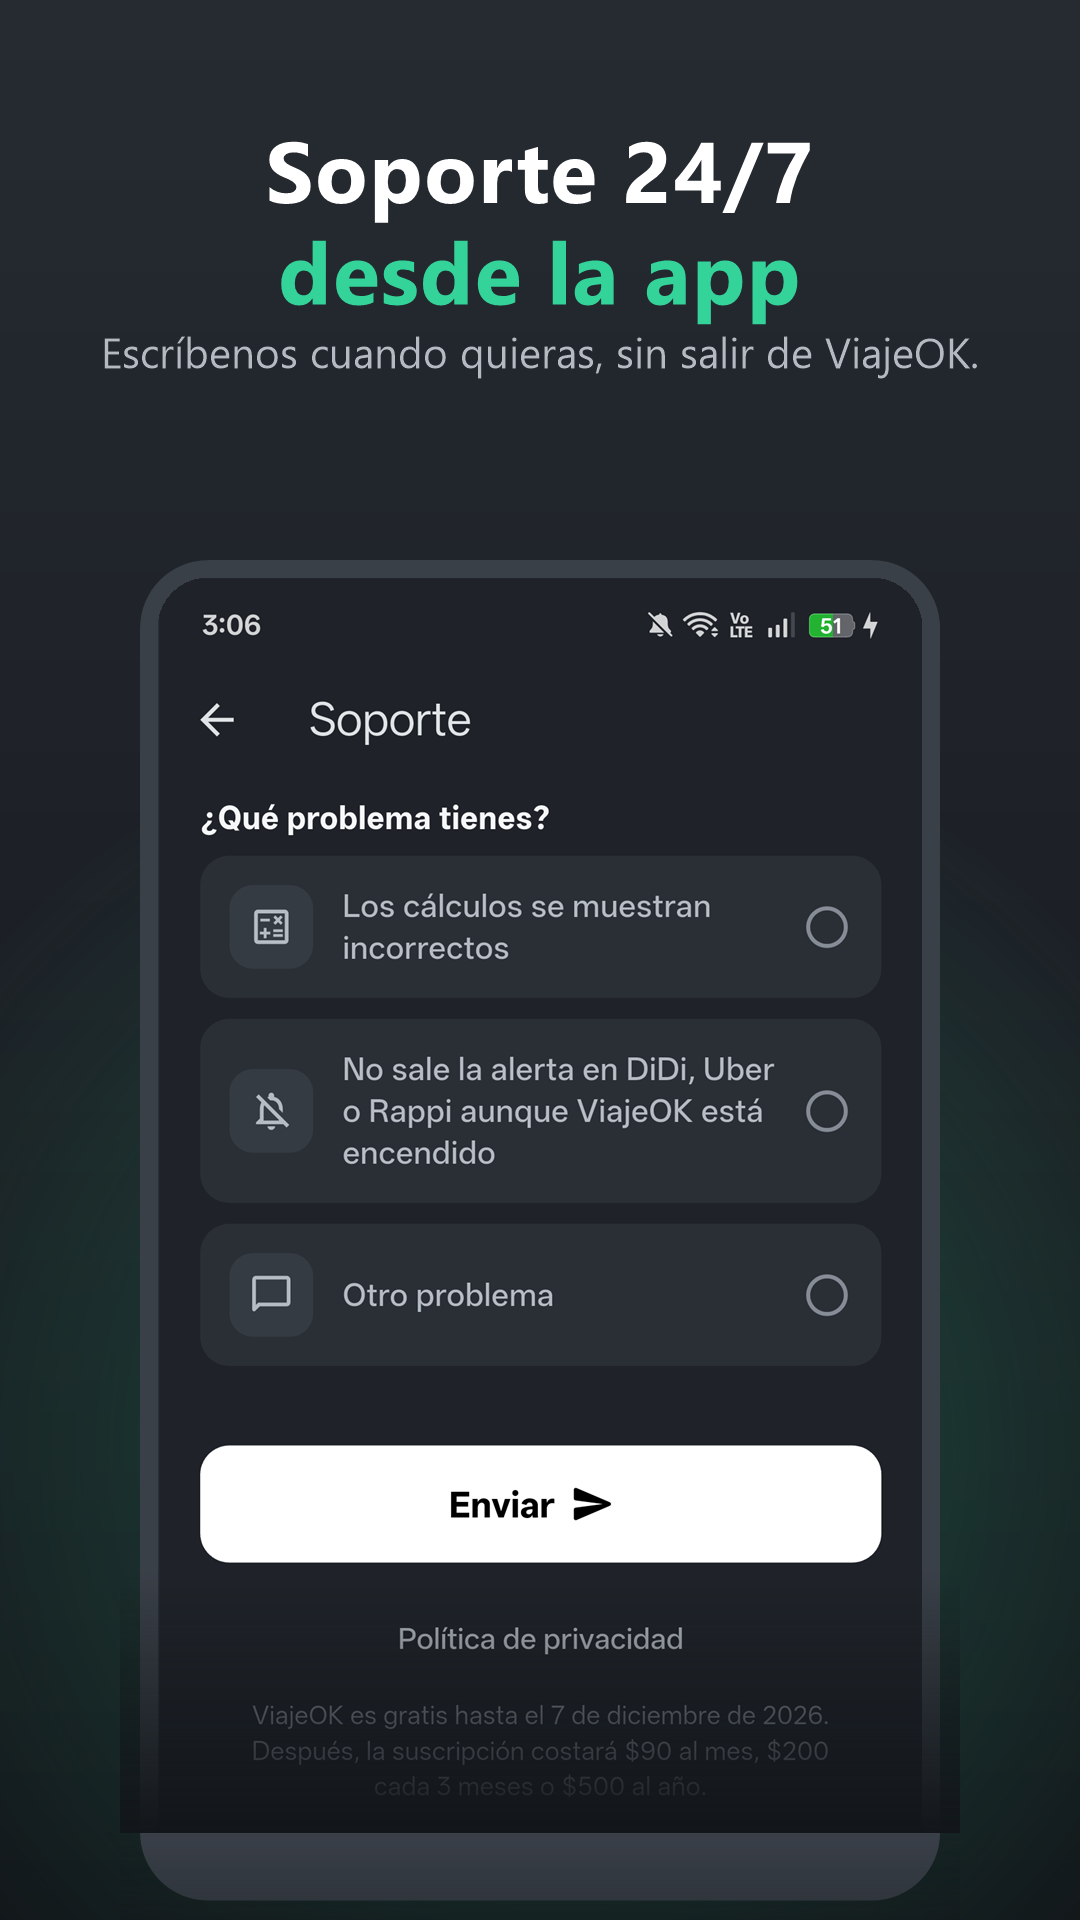 Soporte 24/7
desde la app
Escríbenos cuando quieras, sin salir de ViajeOK.
3:06
Vo
LTE
51
Soporte
¿Qué problema tienes?
Los cálculos se muestran
incorrectos
No sale la alerta en DiDi, Uber
o Rappi aunque ViajeOK está
encendido
Otro problema
Enviar
Política de privacidad
ViajeOK es gratis hasta el 7 de diciembre de 2026.
Después, la suscripción costará $90 al mes, $200
cada 3 meses o $500 al año.